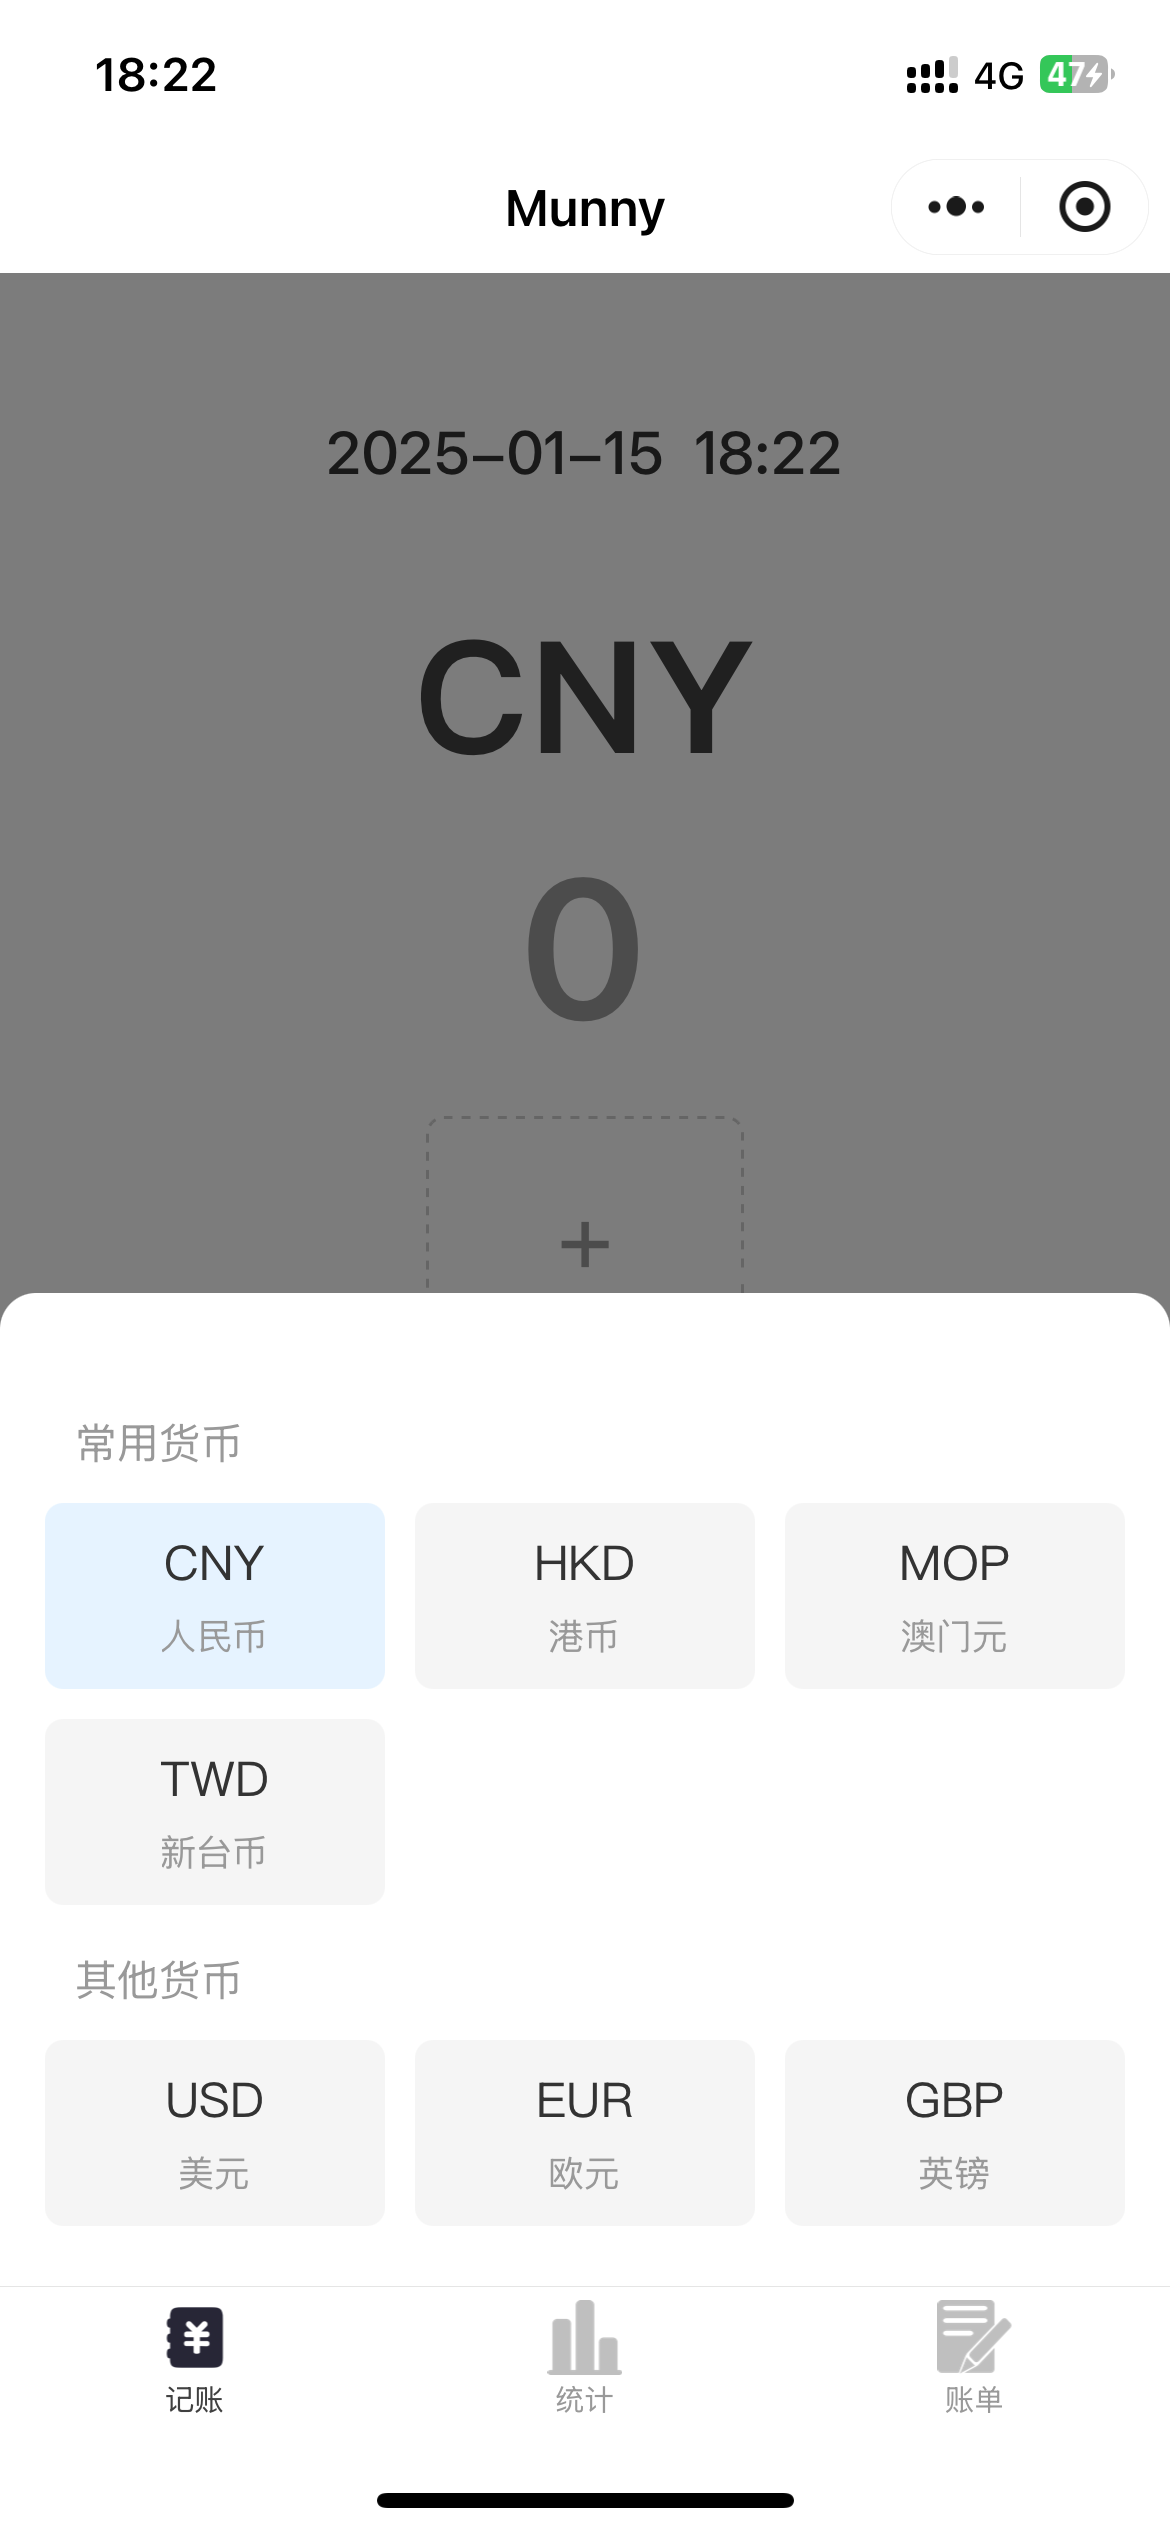 18:22 4G 47
Munny
2025-01-15 18:22
CNY
0
+
常用货币
CNY HKD MOP
人民币 港币 澳门元
TWD
新台币
其他货币
USD EUR GBP
美元 欧元 英镑
¥
记账 统计 账单